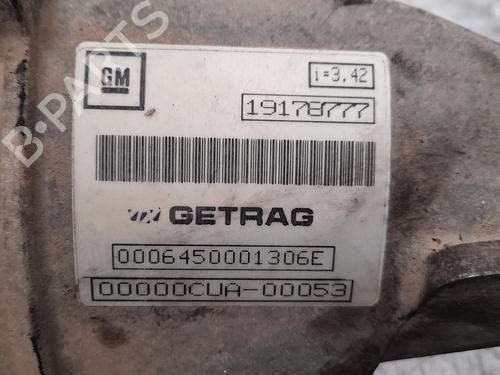 GM
i=3.42
19178777
GETRAG
0006450001306E
00000CUA-00053
B-PARTS